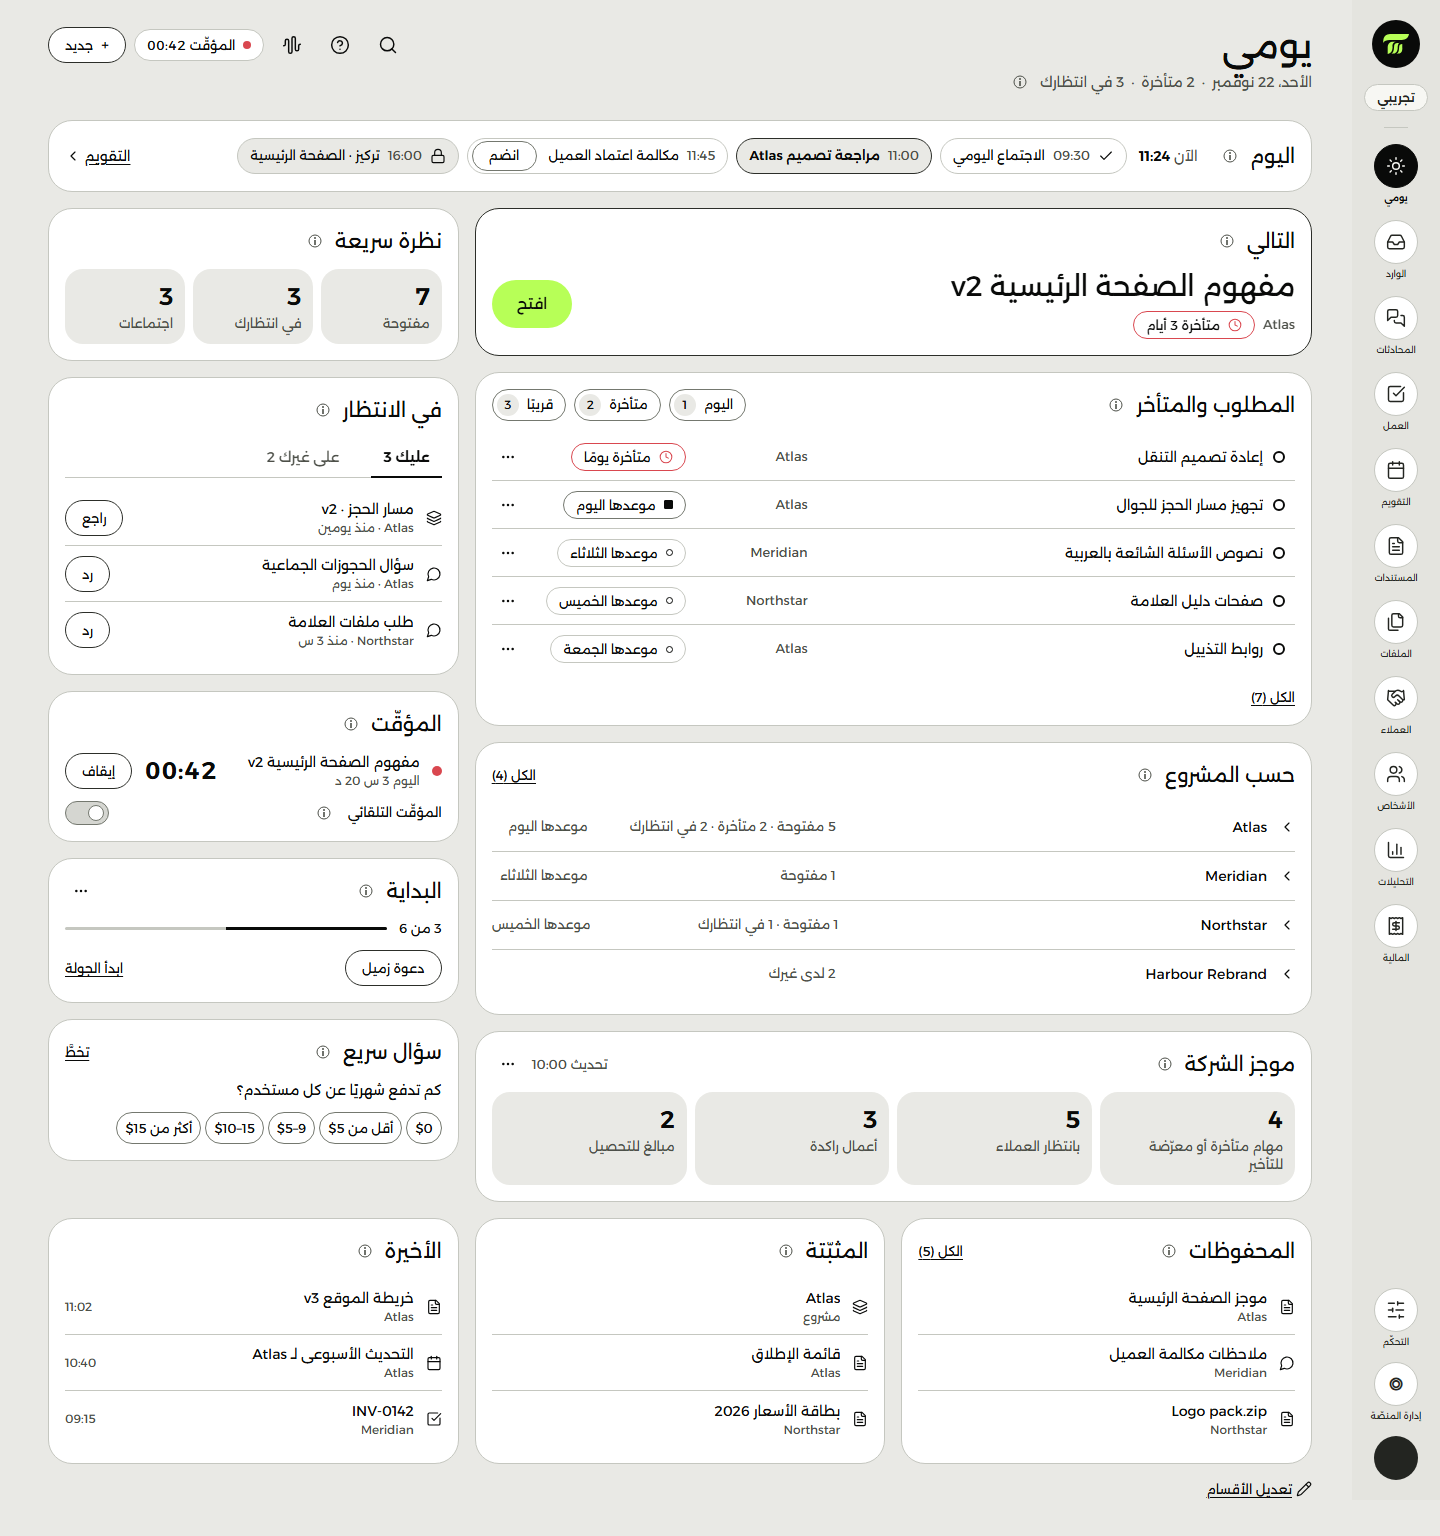 يومي
الأحد، 22 نوفمبر · 2 متأخرة · 3 في انتظارك
المؤقّت 00:42
+ جديد
تجريبي
يومي
الوارد
المحادثات
العمل
التقويم
المستندات
الملفات
العملاء
الأشخاص
التحليلات
المالية
التحكّم
إدارة المنصّة
اليوم
الآن 11:24
09:30 الاجتماع اليومي
11:00 مراجعة تصميم Atlas
11:45 مكالمة اعتماد العميل
انضم
16:00 تركيز · الصفحة الرئيسية
التقويم
التالي
مفهوم الصفحة الرئيسية v2
Atlas
متأخرة 3 أيام
افتح
المطلوب والمتأخر
اليوم 1
متأخرة 2
قريبًا 3
إعادة تصميم التنقل Atlas متأخرة يومًا
تجهيز مسار الحجز للجوال Atlas موعدها اليوم
نصوص الأسئلة الشائعة بالعربية Meridian موعدها الثلاثاء
صفحات دليل العلامة Northstar موعدها الخميس
روابط التذييل Atlas موعدها الجمعة
الكل (7)
حسب المشروع
الكل (4)
Atlas 5 مفتوحة · 2 متأخرة · 2 في انتظارك موعدها اليوم
Meridian 1 مفتوحة موعدها الثلاثاء
Northstar 1 مفتوحة · 1 في انتظارك موعدها الخميس
Harbour Rebrand 2 لدى غيرك
موجز الشركة
تحديث 10:00
4
مهام متأخرة أو معرّضة
للتأخير
5
بانتظار العملاء
3
أعمال راكدة
2
مبالغ للتحصيل
نظرة سريعة
7
مفتوحة
3
في انتظارك
3
اجتماعات
في الانتظار
عليك 3
على غيرك 2
مسار الحجز · v2
Atlas · منذ يومين
راجع
سؤال الحجوزات الجماعية
Atlas · منذ يوم
رد
طلب ملفات العلامة
Northstar · منذ 3 س
رد
المؤقّت
مفهوم الصفحة الرئيسية v2
اليوم 3 س 20 د
00:42
إيقاف
المؤقّت التلقائي
البداية
3 من 6
دعوة زميل
ابدأ الجولة
سؤال سريع
تخطَّ
كم تدفع شهريًا عن كل مستخدم؟
$0
أقل من $5
$5–9
$10–15
أكثر من $15
المحفوظات
الكل (5)
موجز الصفحة الرئيسية
Atlas
ملاحظات مكالمة العميل
Meridian
Logo pack.zip
Northstar
المثبّتة
Atlas
مشروع
قائمة الإطلاق
Atlas
بطاقة الأسعار 2026
Northstar
الأخيرة
خريطة الموقع v3
Atlas
11:02
التحديث الأسبوعي لـ Atlas
Atlas
10:40
INV-0142
Meridian
09:15
تعديل الأقسام